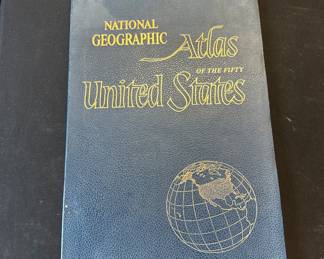 NATIONAL
GEOGRAPHIC
Atlas
OF THE FIFTY
United States